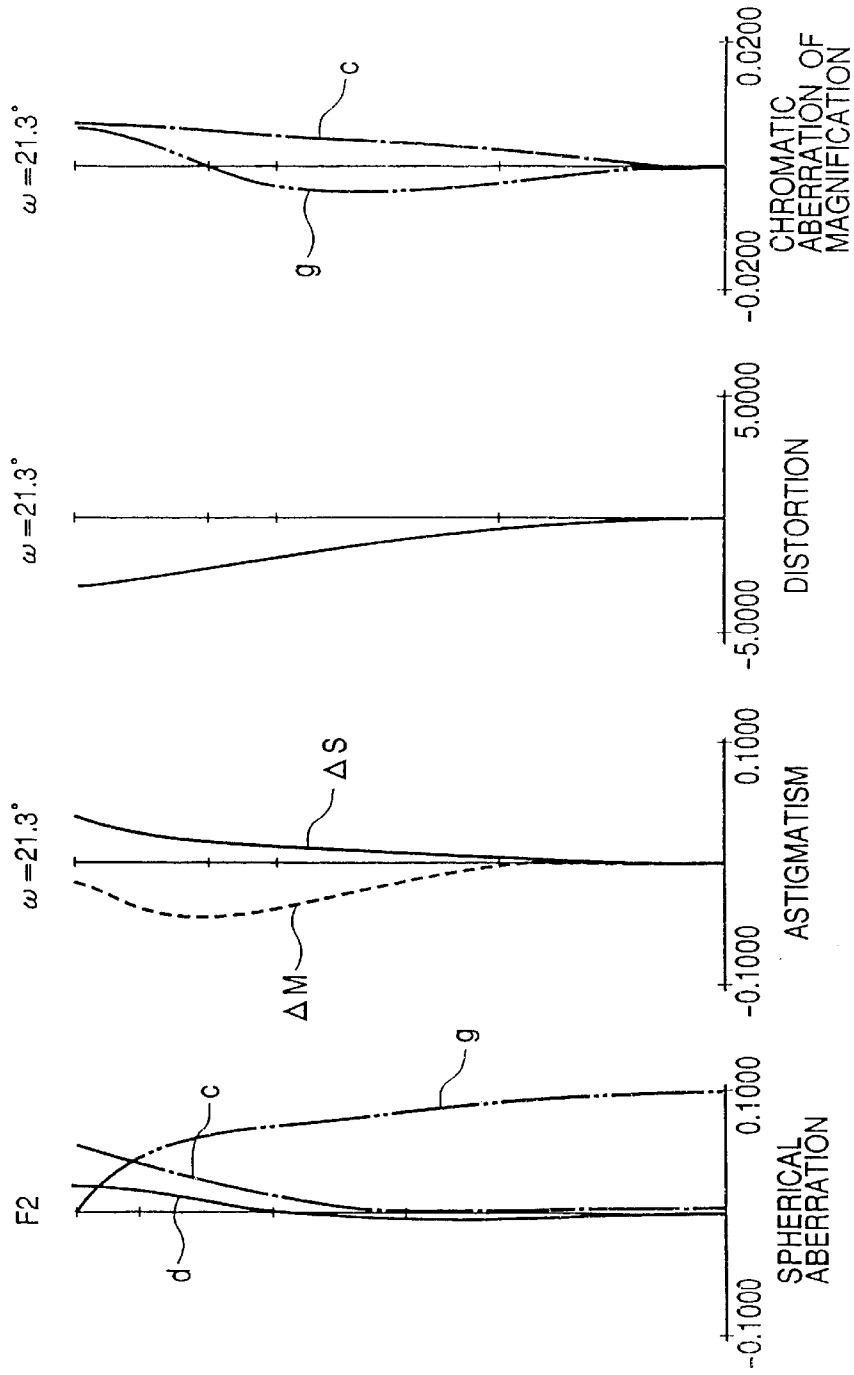 F2
d
c
g
-0.1000
0.1000
SPHERICAL
ABERRATION
ω=21.3°
ΔM
ΔS
-0.1000
0.1000
ASTIGMATISM
ω=21.3°
-5.0000
5.0000
DISTORTION
ω=21.3°
g
c
-0.0200
0.0200
CHROMATIC
ABERRATION OF
MAGNIFICATION